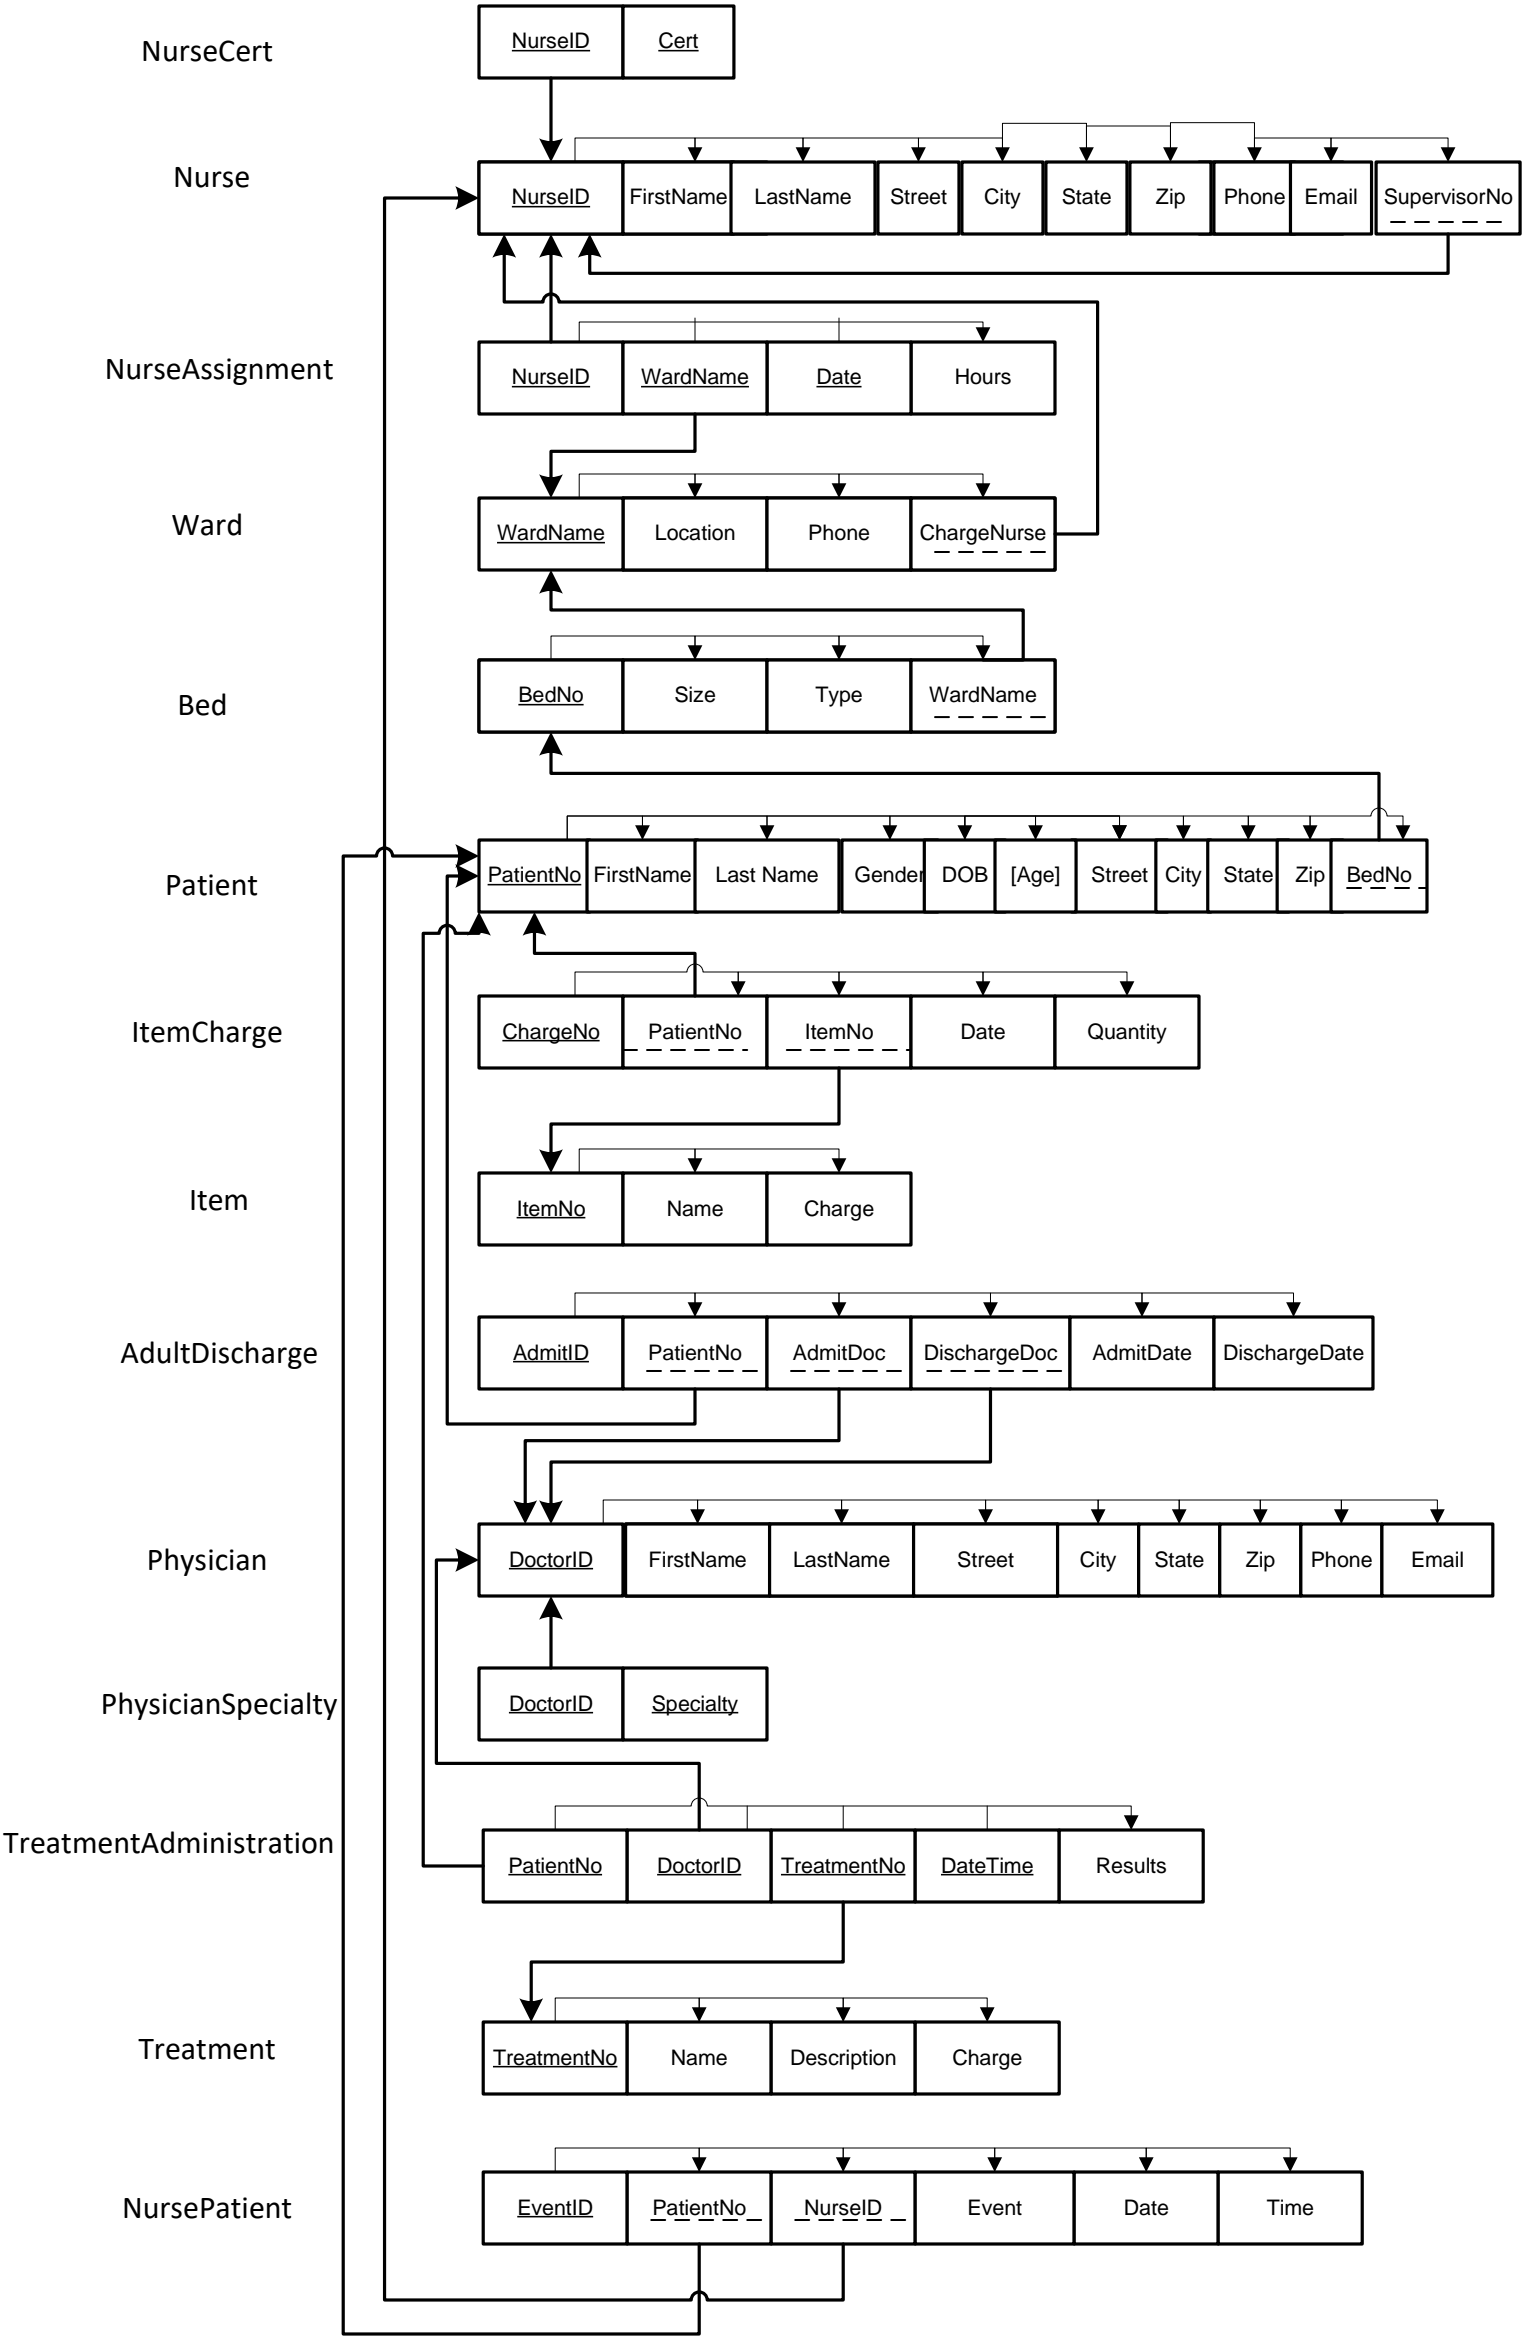 NurseCert
NurseID Cert
Nurse
NurseID FirstName LastName Street City State Zip Phone Email SupervisorNo
NurseAssignment
NurseID WardName Date Hours
Ward
WardName Location Phone ChargeNurse
Bed
BedNo Size Type WardName
Patient
PatientNo FirstName Last Name Gender DOB [Age] Street City State Zip BedNo
ItemCharge
ChargeNo PatientNo ItemNo Date Quantity
Item
ItemNo Name Charge
AdultDischarge
AdmitID PatientNo AdmitDoc DischargeDoc AdmitDate DischargeDate
Physician
DoctorID FirstName LastName Street City State Zip Phone Email
PhysicianSpecialty
DoctorID Specialty
TreatmentAdministration
PatientNo DoctorID TreatmentNo DateTime Results
Treatment
TreatmentNo Name Description Charge
NursePatient
EventID PatientNo NurseID Event Date Time